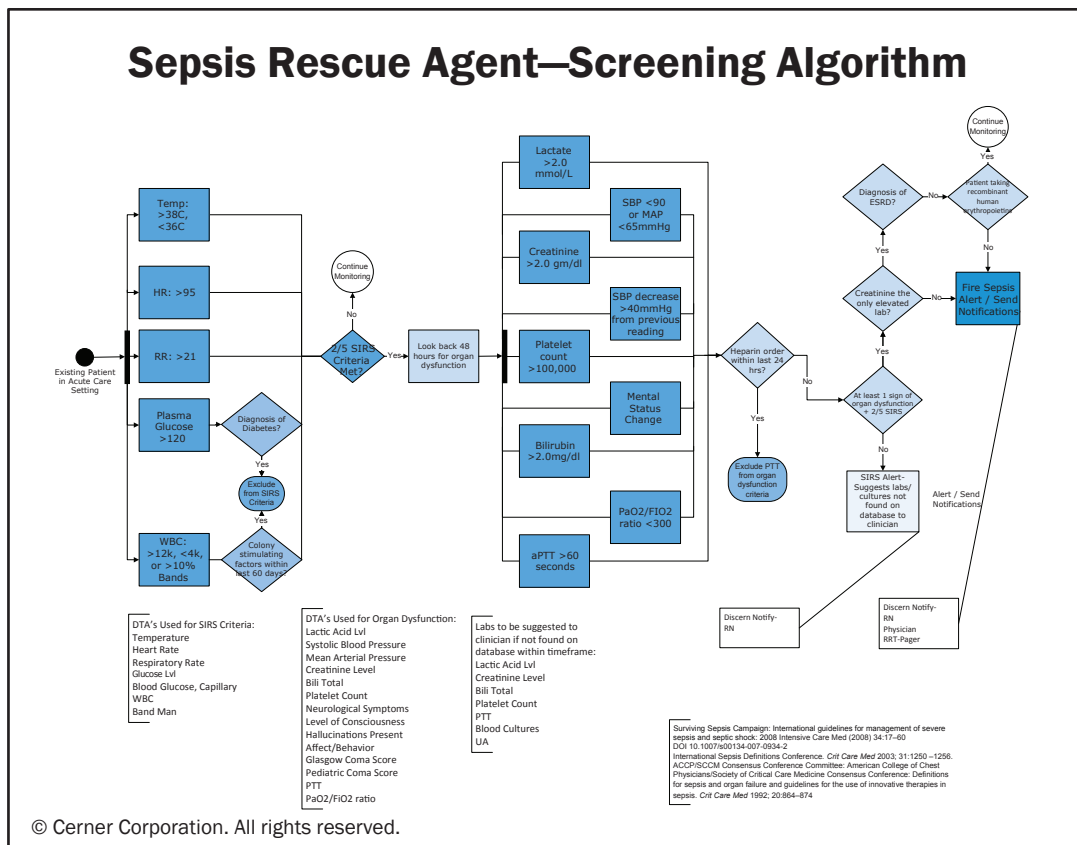 Sepsis Rescue Agent—Screening Algorithm
Existing Patient
in Acute Care
Setting
Temp:
>38C,
<36C
HR: >95
RR: >21
Plasma
Glucose
>120
WBC:
>12k, <4k,
or >10%
Bands
Diagnosis of
Diabetes?
Yes
Exclude
from SIRS
Criteria
Yes
Colony
stimulating
factors within
last 60 days?
Continue
Monitoring
No
2/5 SIRS
Criteria
Met?
Yes
Look back 48
hours for organ
dysfunction
Lactate
>2.0
mmol/L
SBP <90
or MAP
<65mmHg
Creatinine
>2.0 gm/dl
SBP decrease
>40mmHg
from previous
reading
Platelet
count
>100,000
Mental
Status
Change
Bilirubin
>2.0mg/dl
PaO2/FIO2
ratio <300
aPTT >60
seconds
Heparin order
within last 24
hrs?
No
Yes
Exclude PTT
from organ
dysfunction
criteria
Continue
Monitoring
Yes
Diagnosis of
ESRD?
No
Patient taking
recombinant
human
erythropoietins
Yes
No
Creatinine the
only elevated
lab?
No
Fire Sepsis
Alert / Send
Notifications
Yes
At least 1 sign of
organ dysfunction
+ 2/5 SIRS
No
SIRS Alert-
Suggests labs/
cultures not
found on
database to
clinician
Alert / Send
Notifications
Discern Notify-
RN
Discern Notify-
RN
Physician
RRT-Pager
DTA's Used for SIRS Criteria:
Temperature
Heart Rate
Respiratory Rate
Glucose Lvl
Blood Glucose, Capillary
WBC
Band Man
DTA's Used for Organ Dysfunction:
Lactic Acid Lvl
Systolic Blood Pressure
Mean Arterial Pressure
Creatinine Level
Bili Total
Platelet Count
Neurological Symptoms
Level of Consciousness
Hallucinations Present
Affect/Behavior
Glasgow Coma Score
Pediatric Coma Score
PTT
PaO2/FiO2 ratio
Labs to be suggested to
clinician if not found on
database within timeframe:
Lactic Acid Lvl
Creatinine Level
Bili Total
Platelet Count
PTT
Blood Cultures
UA
Surviving Sepsis Campaign: International guidelines for management of severe
sepsis and septic shock: 2008 Intensive Care Med (2008) 34:17–60
DOI 10.1007/s00134-007-0934-2
International Sepsis Definitions Conference. Crit Care Med 2003; 31:1250 –1256.
ACCP/SCCM Consensus Conference Committee: American College of Chest
Physicians/Society of Critical Care Medicine Consensus Conference: Definitions
for sepsis and organ failure and guidelines for the use of innovative therapies in
sepsis. Crit Care Med 1992; 20:864–874
© Cerner Corporation. All rights reserved.